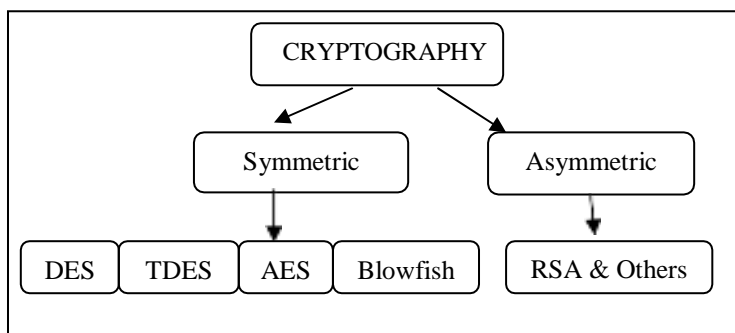 CRYPTOGRAPHY
Symmetric
Asymmetric
DES
TDES
AES
Blowfish
RSA & Others